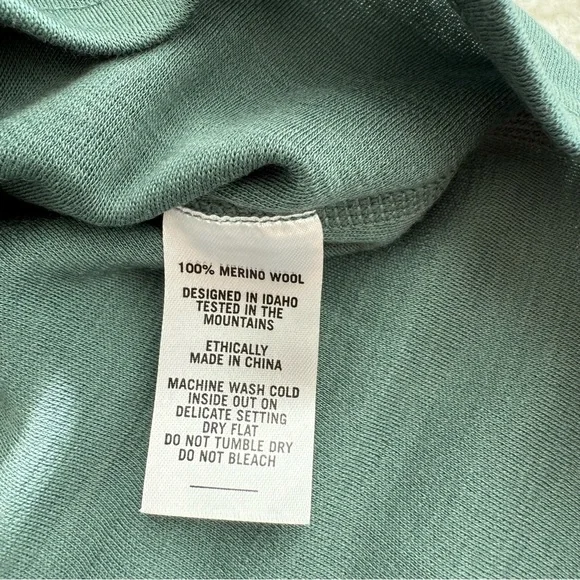 100% MERINO WOOL
DESIGNED IN IDAHO
TESTED IN THE
MOUNTAINS
ETHICALLY
MADE IN CHINA
MACHINE WASH COLD
INSIDE OUT ON
DELICATE SETTING
DRY FLAT
DO NOT TUMBLE DRY
DO NOT BLEACH